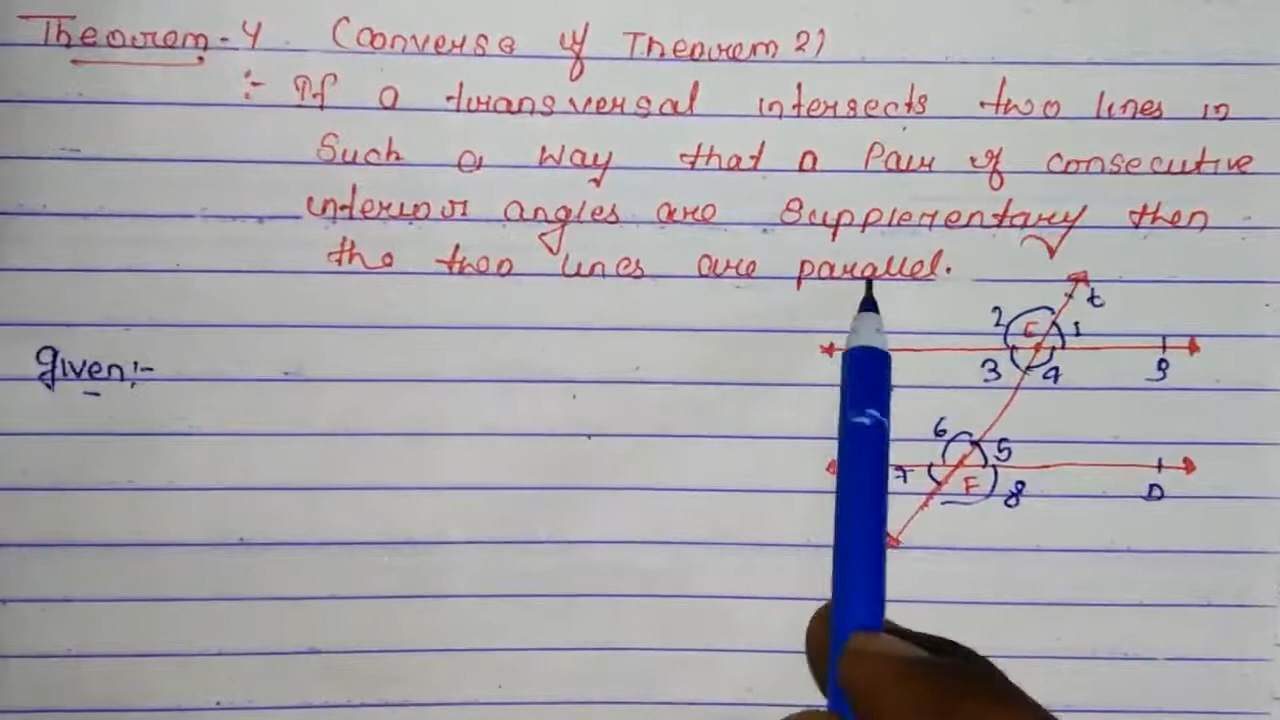 Theorem-4 (Converse of Theorem 2)
:- If a transversal intersects two lines in
Such a way that a Pair of consecutive
interior angles are Supplementary then
the two lines are parallel.
t
2 E 1
3 4 B
Given:-
6 5
7 F 8 D